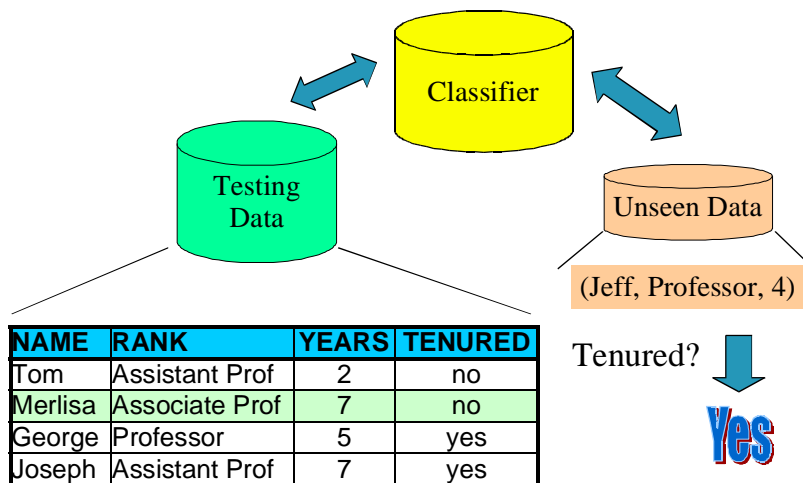 Classifier
Testing
Data
Unseen Data
(Jeff, Professor, 4)
NAME RANK YEARS TENURED
Tom Assistant Prof 2 no
Merlisa Associate Prof 7 no
George Professor 5 yes
Joseph Assistant Prof 7 yes
Tenured?
Yes